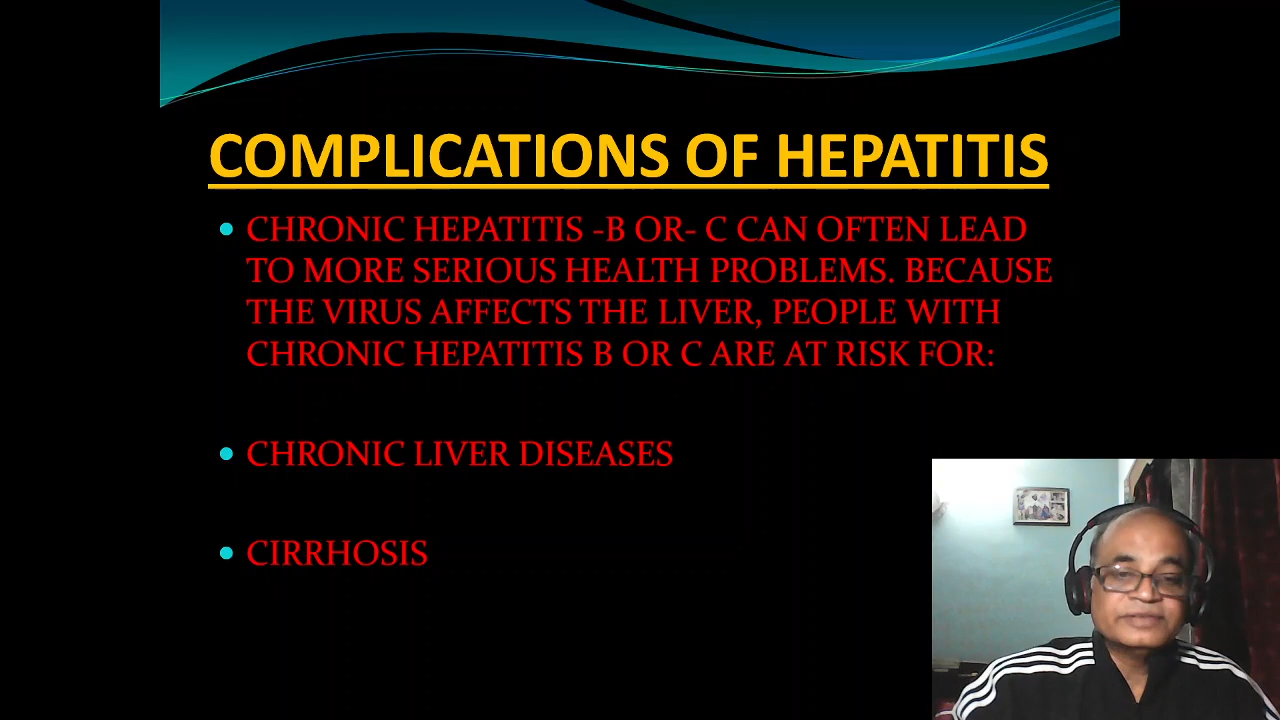 COMPLICATIONS OF HEPATITIS
CHRONIC HEPATITIS -B OR- C CAN OFTEN LEAD
TO MORE SERIOUS HEALTH PROBLEMS. BECAUSE
THE VIRUS AFFECTS THE LIVER, PEOPLE WITH
CHRONIC HEPATITIS B OR C ARE AT RISK FOR:
CHRONIC LIVER DISEASES
CIRRHOSIS